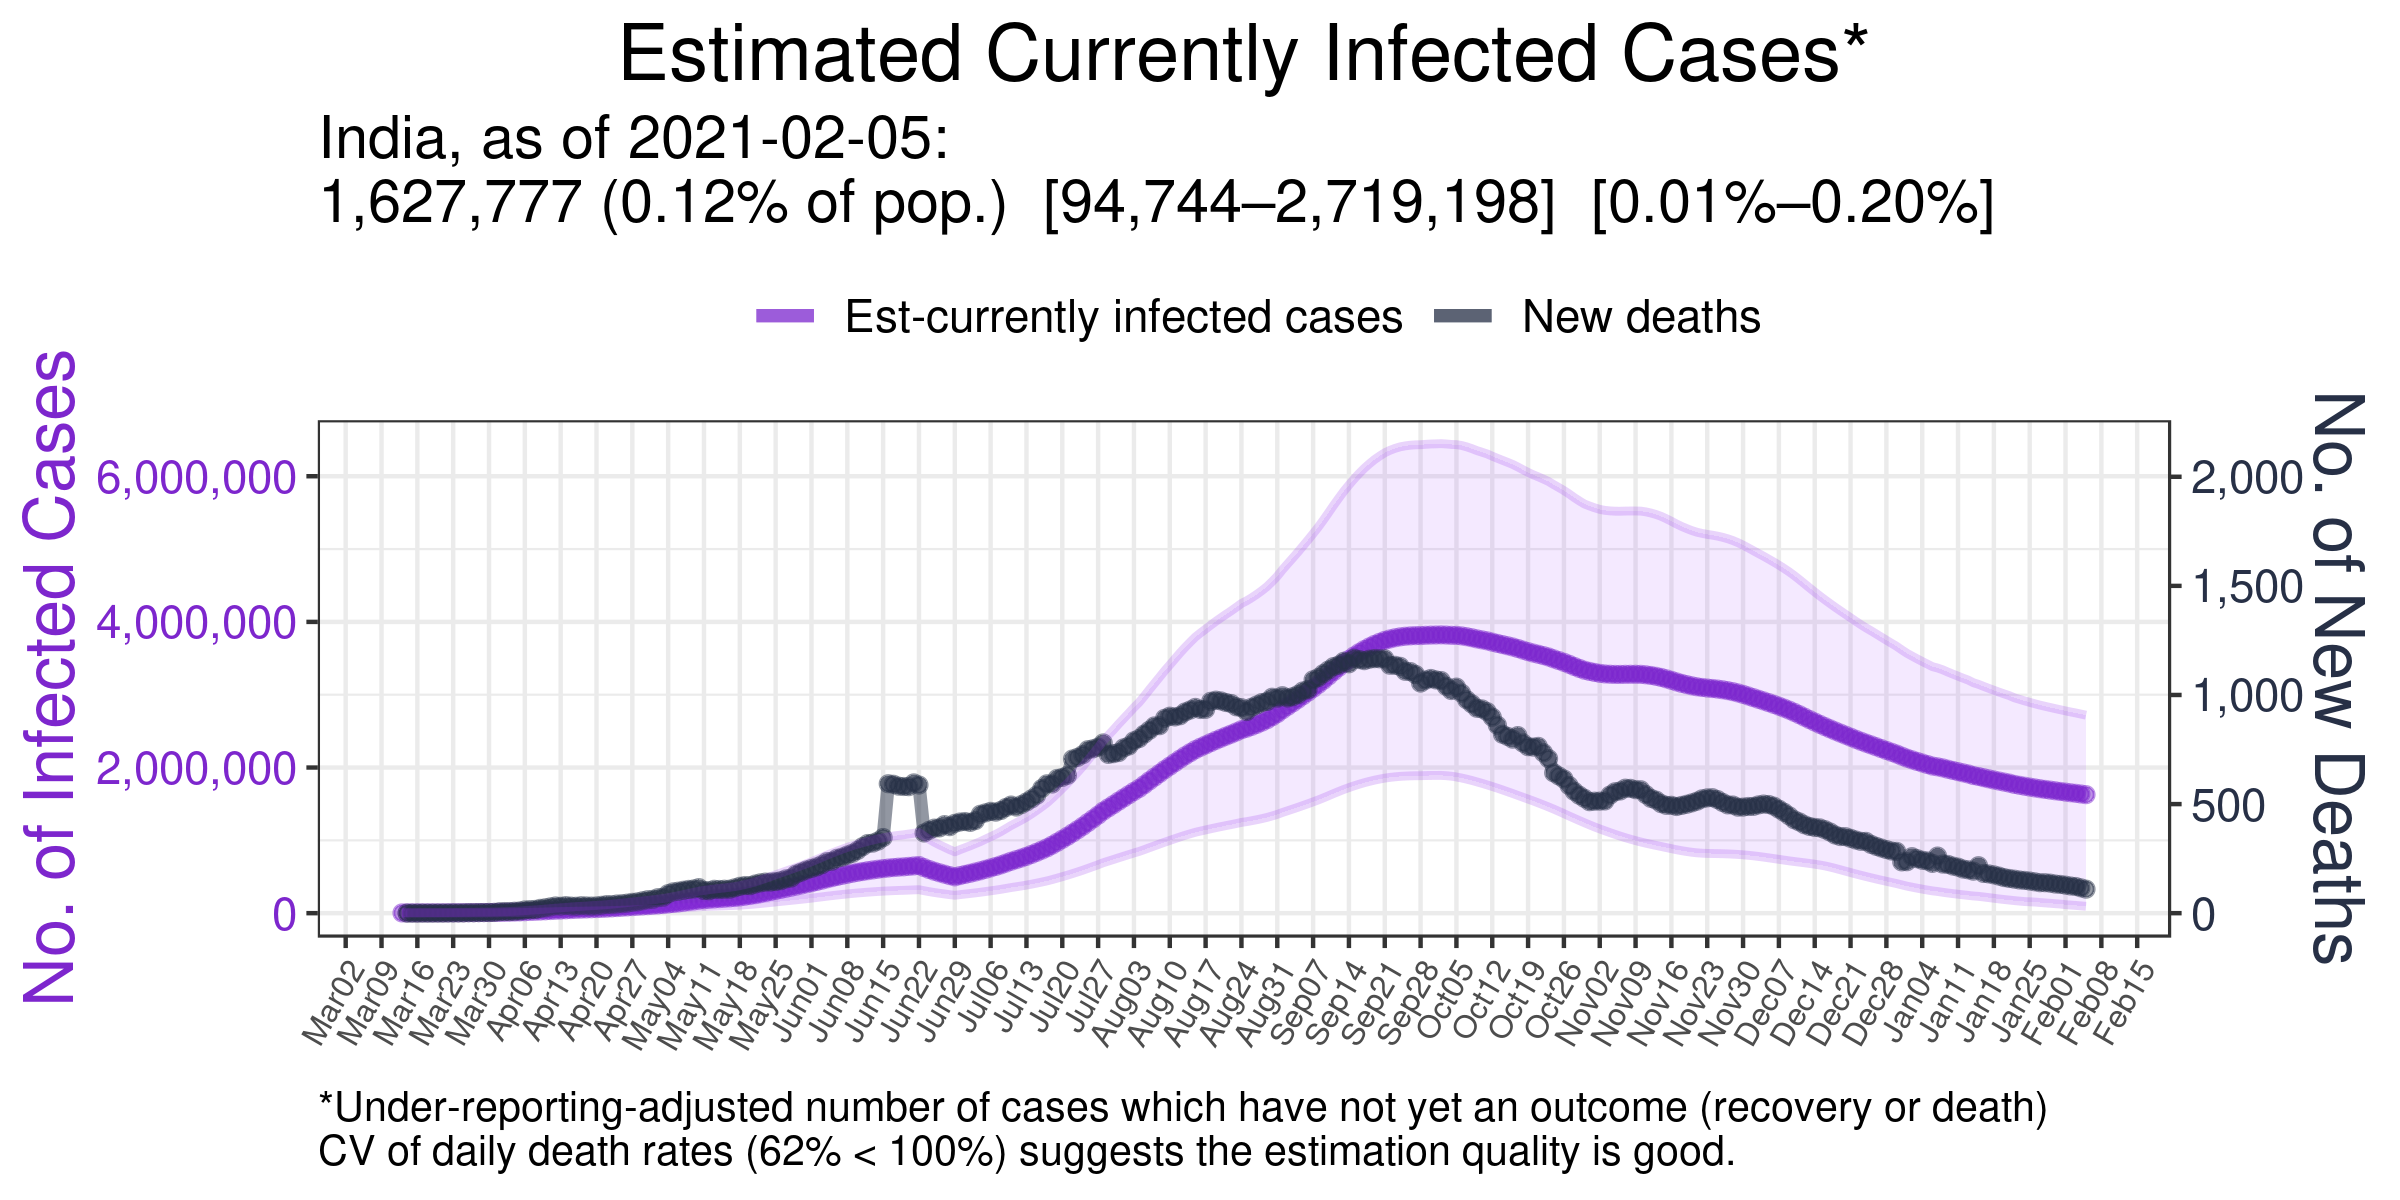 Estimated Currently Infected Cases*
India, as of 2021-02-05:
1,627,777 (0.12% of pop.) [94,744–2,719,198] [0.01%–0.20%]
Est-currently infected cases New deaths
No. of Infected Cases
6,000,000
4,000,000
2,000,000
0
2,000
1,500
1,000
500
0
No. of New Deaths
Mar02 Mar09 Mar16 Mar23 Mar30 Apr06 Apr13 Apr20 Apr27 May04 May11 May18 May25 Jun01 Jun08 Jun15 Jun22 Jun29 Jul06 Jul13 Jul20 Jul27 Aug03 Aug10 Aug17 Aug24 Aug31 Sep07 Sep14 Sep21 Sep28 Oct05 Oct12 Oct19 Oct26 Nov02 Nov09 Nov16 Nov23 Nov30 Dec07 Dec14 Dec21 Dec28 Jan04 Jan11 Jan18 Jan25 Feb01 Feb08 Feb15
*Under-reporting-adjusted number of cases which have not yet an outcome (recovery or death)
CV of daily death rates (62% < 100%) suggests the estimation quality is good.